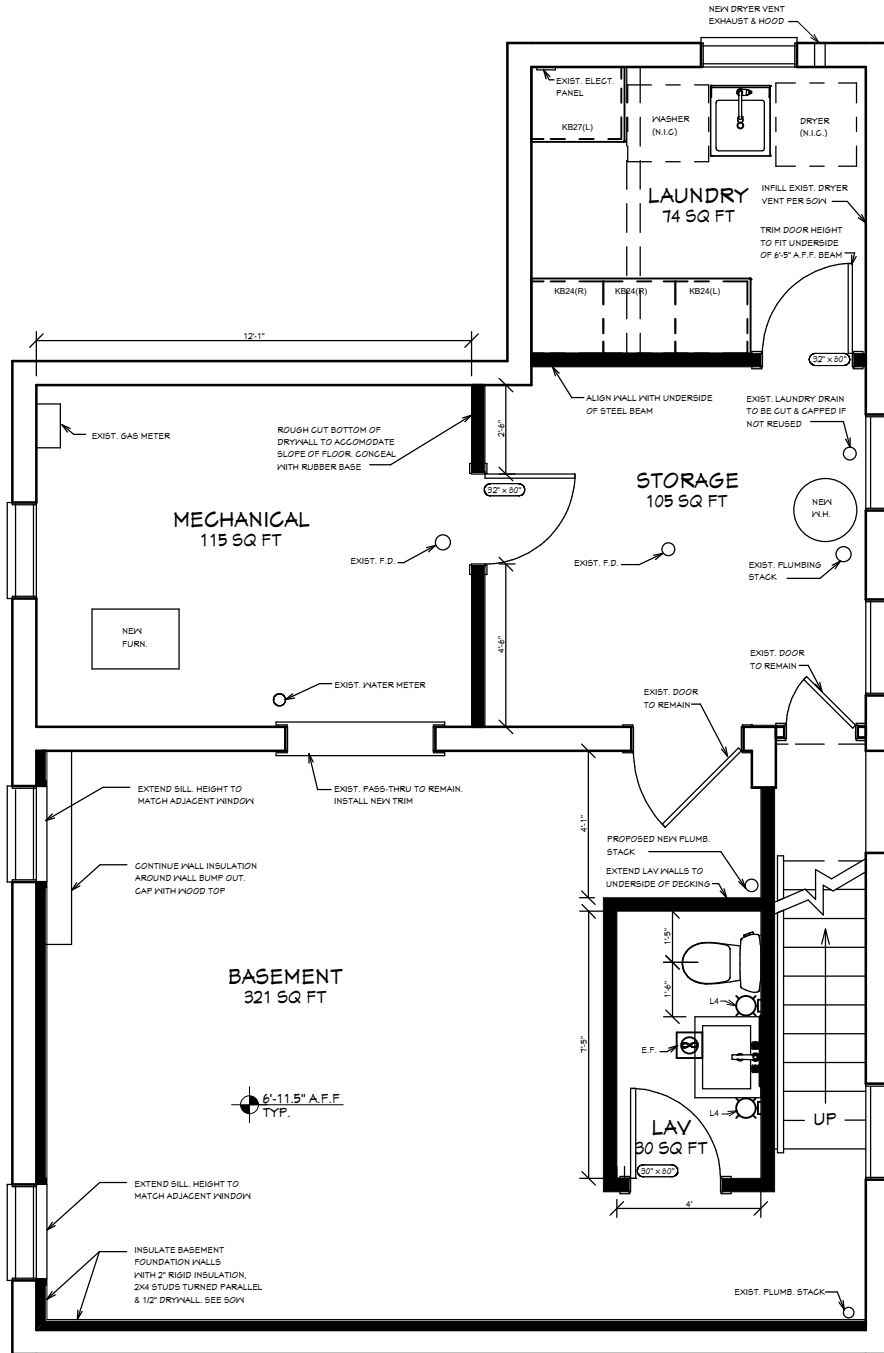 NEW DRYER VENT
EXHAUST & HOOD
EXIST. ELECT.
PANEL
KB27(L)
WASHER
(N.I.C)
DRYER
(N.I.C.)
LAUNDRY
74 SQ FT
INFILL EXIST. DRYER
VENT PER SOW
TRIM DOOR HEIGHT
TO FIT UNDERSIDE
OF 6'-5" A.F.F. BEAM
KB24(R)
KB24(R)
KB24(L)
32" x 80"
12'-1"
ALIGN WALL WITH UNDERSIDE
OF STEEL BEAM
EXIST. LAUNDRY DRAIN
TO BE CUT & CAPPED IF
NOT REUSED
EXIST. GAS METER
ROUGH CUT BOTTOM OF
DRYWALL TO ACCOMODATE
SLOPE OF FLOOR. CONCEAL
WITH RUBBER BASE
2'-6"
32" x 80"
STORAGE
105 SQ FT
NEW
W.H.
MECHANICAL
115 SQ FT
EXIST. F.D.
EXIST. F.D.
EXIST. PLUMBING
STACK
NEW
FURN.
4'-6"
EXIST. WATER METER
EXIST. DOOR
TO REMAIN
EXIST. DOOR
TO REMAIN
EXTEND SILL. HEIGHT TO
MATCH ADJACENT WINDOW
EXIST. PASS-THRU TO REMAIN.
INSTALL NEW TRIM
4'-1"
PROPOSED NEW PLUMB.
STACK
EXTEND LAV WALLS TO
UNDERSIDE OF DECKING
CONTINUE WALL INSULATION
AROUND WALL BUMP OUT.
CAP WITH WOOD TOP
BASEMENT
321 SQ FT
1'-5"
1'-6"
L4
7'-5"
E.F.
6'-11.5" A.F.F
TYP.
L4
LAV
30 SQ FT
UP
30" x 80"
4'
EXTEND SILL. HEIGHT TO
MATCH ADJACENT WINDOW
INSULATE BASEMENT
FOUNDATION WALLS
WITH 2" RIGID INSULATION,
2X4 STUDS TURNED PARALLEL
& 1/2" DRYWALL. SEE SOW
EXIST. PLUMB. STACK